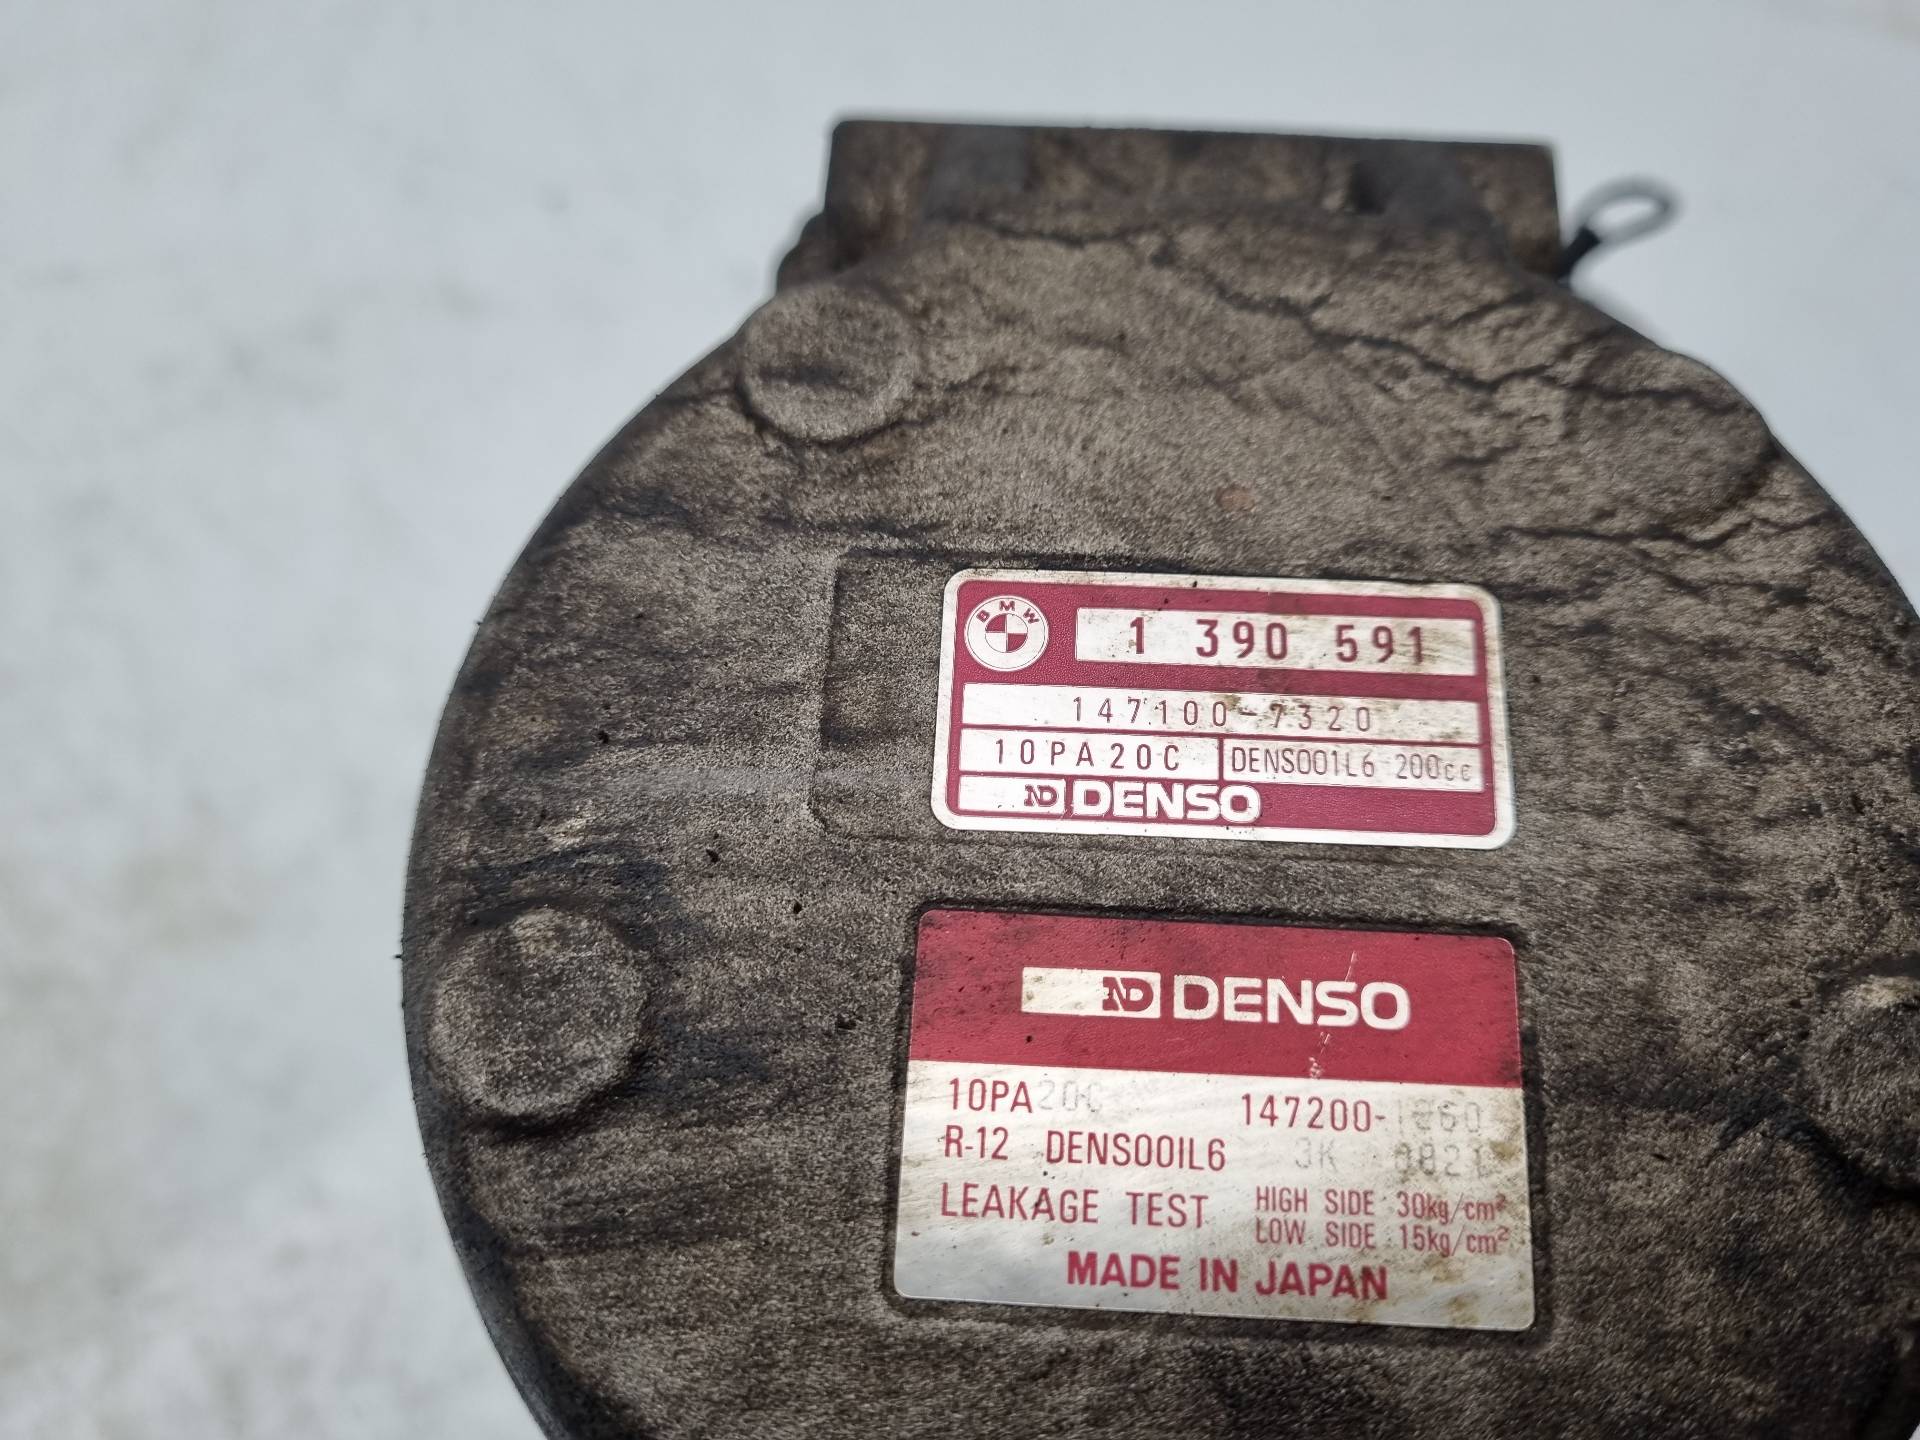 BMW
1 390 591
147100-7320
10PA20C DENSOOIL6 200cc
ND DENSO
ND DENSO
10PA20C 147200-
R-12 DENSOOIL6 3K
LEAKAGE TEST HIGH SIDE 30kg/cm²
LOW SIDE 15kg/cm²
MADE IN JAPAN